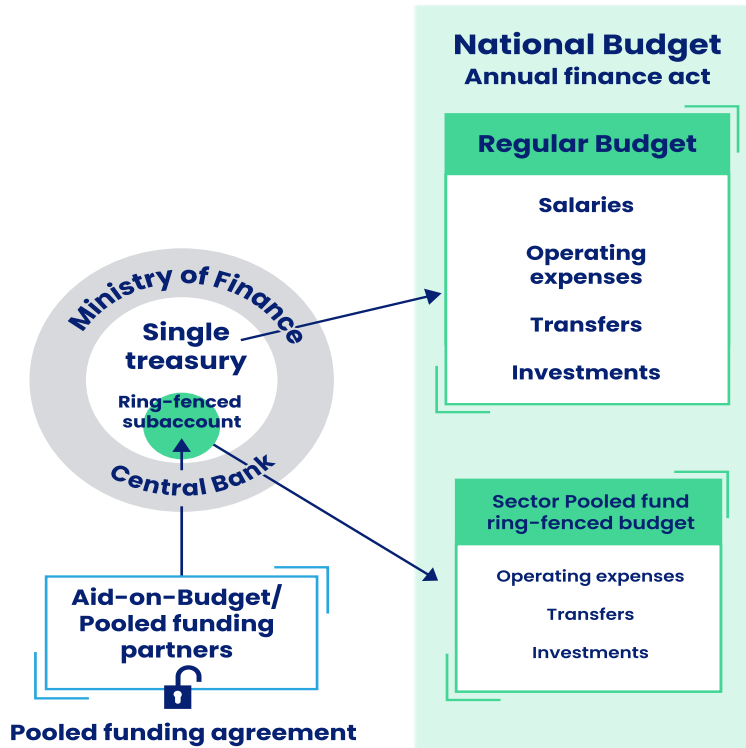 National Budget
Annual finance act
Regular Budget
Salaries
Operating
expenses
Transfers
Investments
Ministry of Finance
Single
treasury
Ring-fenced
subaccount
Central Bank
Sector Pooled fund
ring-fenced budget
Operating expenses
Transfers
Investments
Aid-on-Budget/
Pooled funding
partners
Pooled funding agreement